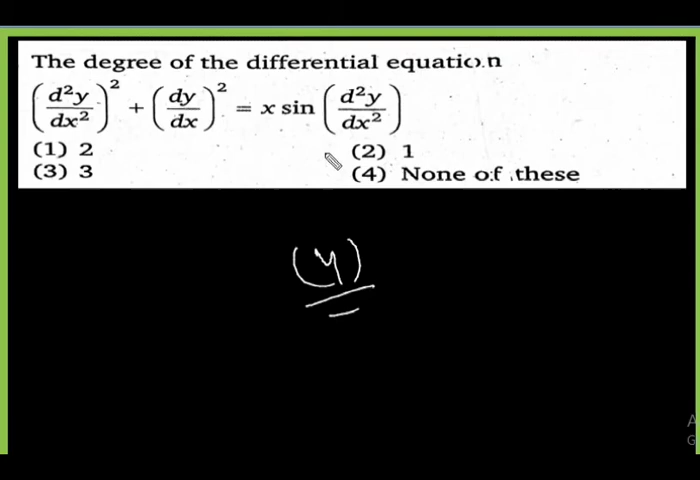 The degree of the differential equation
(d²y/dx²)² + (dy/dx)² = x sin (d²y/dx²)
(1) 2 (2) 1
(3) 3 (4) None of these
(4)
A
G